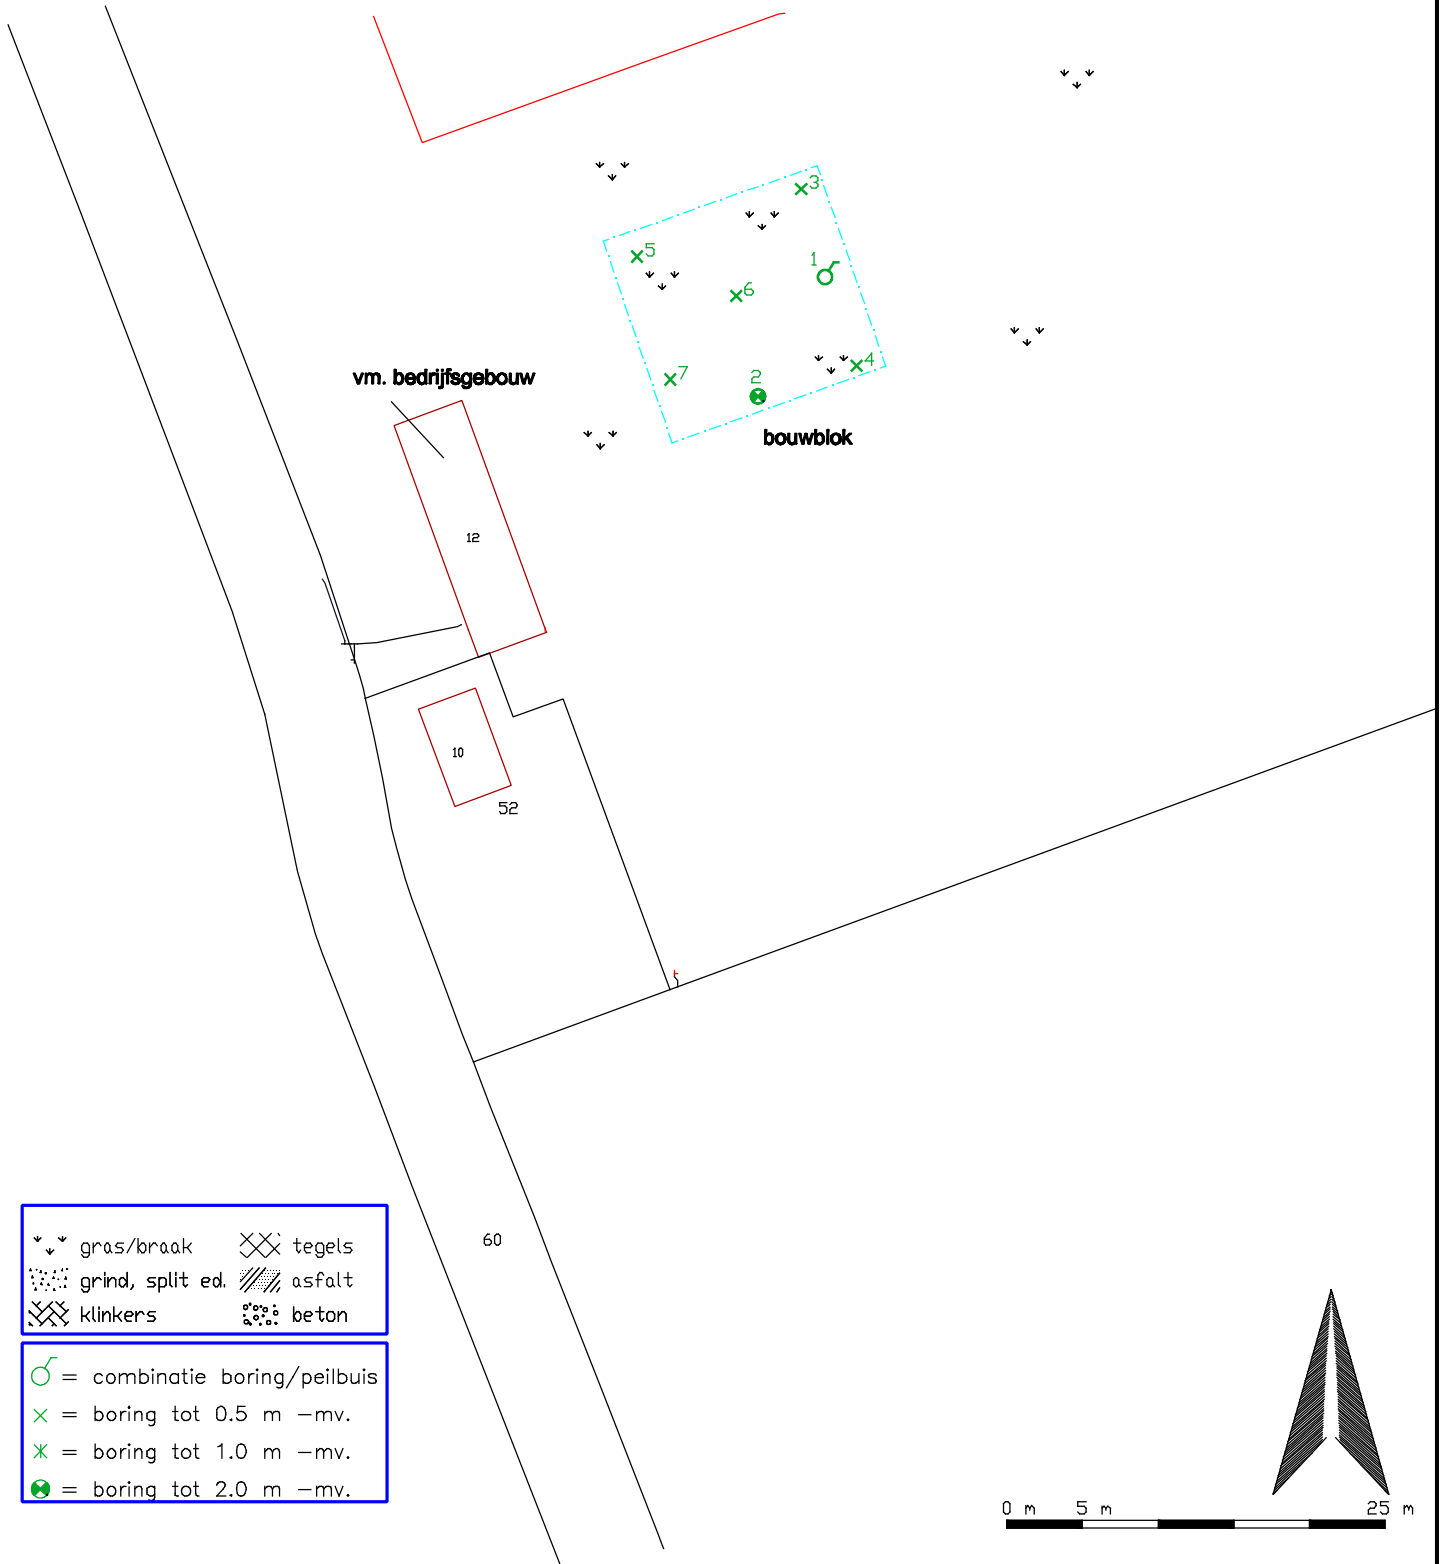 3
5
1
6
4
7
2
vm. bedrijfsgebouw
bouwblok
12
10
52
60
gras/braak tegels
grind, split ed. asfalt
klinkers beton
= combinatie boring/peilbuis
= boring tot 0.5 m -mv.
= boring tot 1.0 m -mv.
= boring tot 2.0 m -mv.
0 m 5 m 25 m